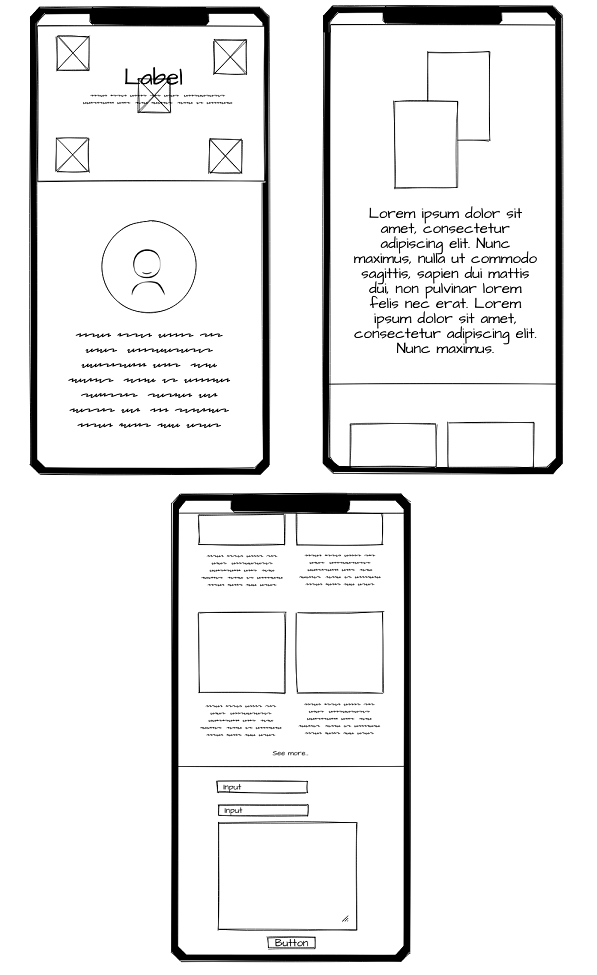 Label
Lorem ipsum dolor sit
amet, consectetur
adipiscing elit. Nunc
maximus, nulla ut commodo
sagittis, sapien dui mattis
dui, non pulvinar lorem
felis nec erat. Lorem
ipsum dolor sit amet,
consectetur adipiscing elit.
Nunc maximus.
See more..
Input
Input
Button